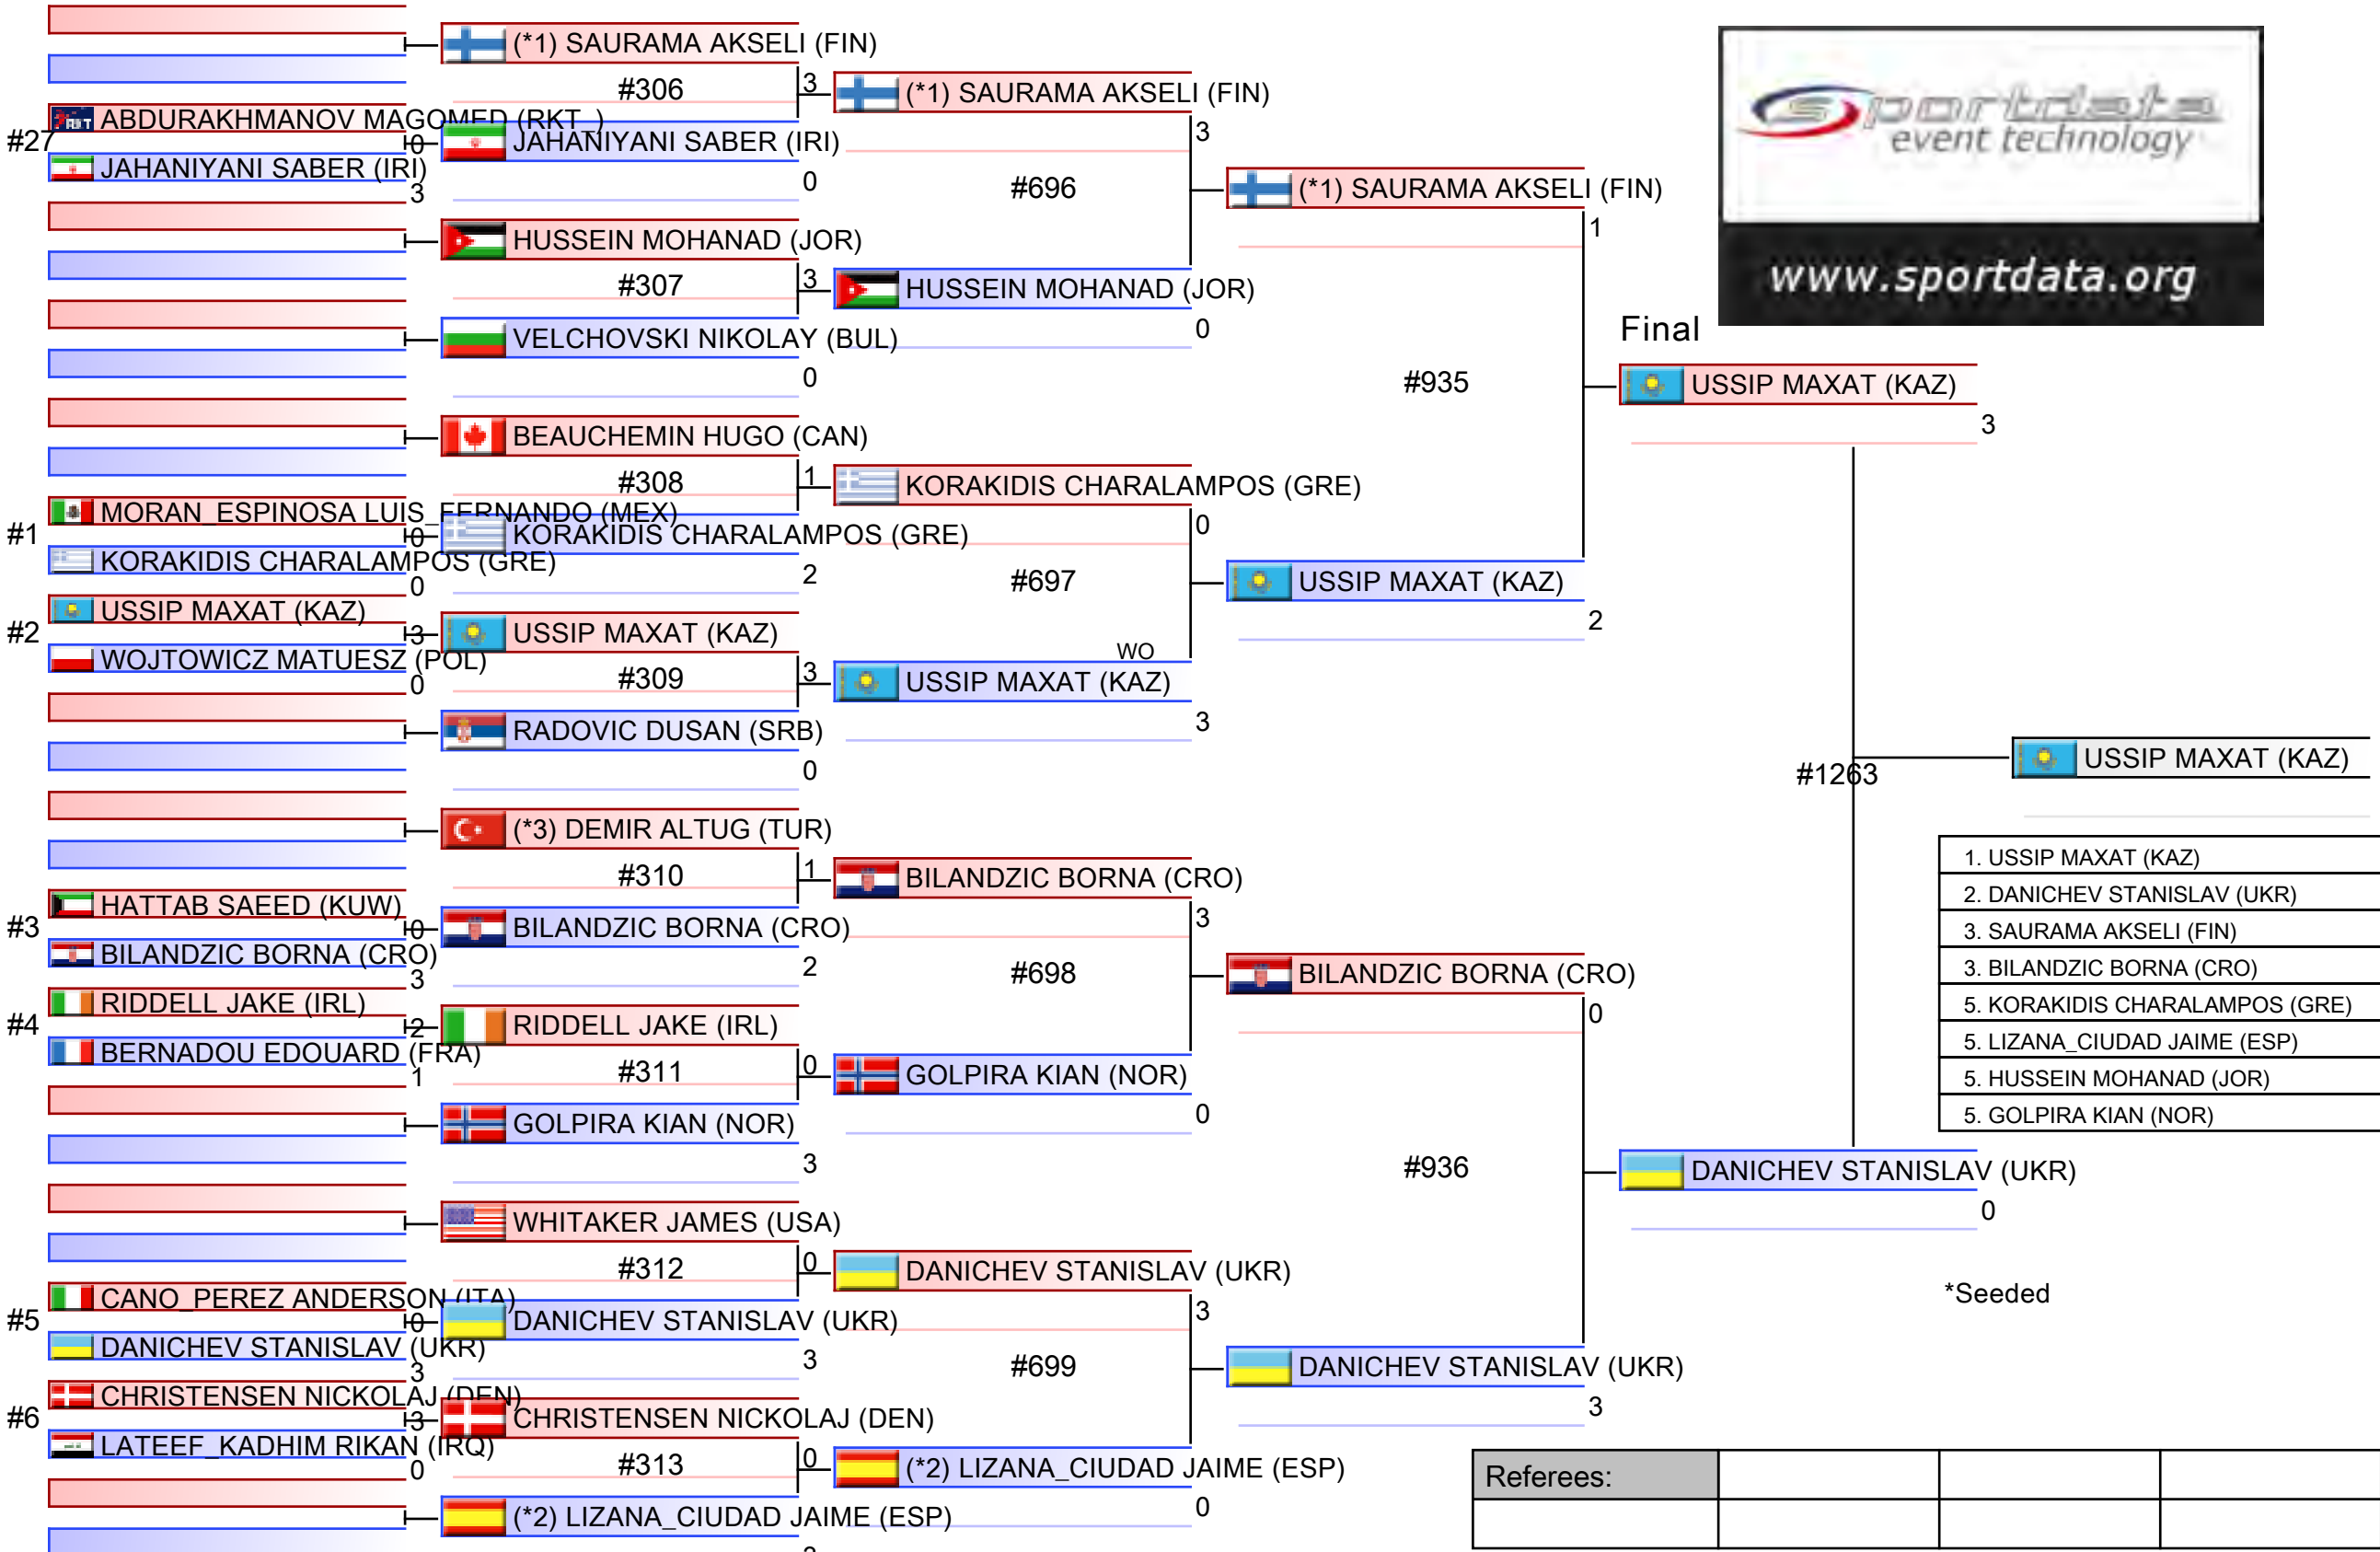 #27
ABDURAKHMANOV MAGOMED (RKT_)
0
JAHANIYANI SABER (IRI)
3
#1
MORAN_ESPINOSA LUIS_FERNANDO (MEX)
0
KORAKIDIS CHARALAMPOS (GRE)
0
#2
USSIP MAXAT (KAZ)
3
WOJTOWICZ MATUESZ (POL)
0
#3
HATTAB SAEED (KUW)
0
BILANDZIC BORNA (CRO)
3
#4
RIDDELL JAKE (IRL)
2
BERNADOU EDOUARD (FRA)
1
#5
CANO_PEREZ ANDERSON (ITA)
0
DANICHEV STANISLAV (UKR)
3
#6
CHRISTENSEN NICKOLAJ (DEN)
3
LATEEF_KADHIM RIKAN (IRQ)
0
(*1) SAURAMA AKSELI (FIN)
#306
3
JAHANIYANI SABER (IRI)
0
HUSSEIN MOHANAD (JOR)
#307
3
VELCHOVSKI NIKOLAY (BUL)
0
BEAUCHEMIN HUGO (CAN)
#308
1
KORAKIDIS CHARALAMPOS (GRE)
2
USSIP MAXAT (KAZ)
#309
3
RADOVIC DUSAN (SRB)
0
(*3) DEMIR ALTUG (TUR)
#310
1
BILANDZIC BORNA (CRO)
2
RIDDELL JAKE (IRL)
#311
0
GOLPIRA KIAN (NOR)
3
WHITAKER JAMES (USA)
#312
0
DANICHEV STANISLAV (UKR)
3
CHRISTENSEN NICKOLAJ (DEN)
#313
0
(*2) LIZANA_CIUDAD JAIME (ESP)
(*1) SAURAMA AKSELI (FIN)
3
#696
HUSSEIN MOHANAD (JOR)
0
KORAKIDIS CHARALAMPOS (GRE)
0
#697
WO
USSIP MAXAT (KAZ)
3
BILANDZIC BORNA (CRO)
3
#698
GOLPIRA KIAN (NOR)
0
DANICHEV STANISLAV (UKR)
3
#699
(*2) LIZANA_CIUDAD JAIME (ESP)
0
(*1) SAURAMA AKSELI (FIN)
1
#935
USSIP MAXAT (KAZ)
2
BILANDZIC BORNA (CRO)
0
#936
DANICHEV STANISLAV (UKR)
3
sportdata
event technology
www.sportdata.org
Final
USSIP MAXAT (KAZ)
3
#1263
DANICHEV STANISLAV (UKR)
0
USSIP MAXAT (KAZ)
1. USSIP MAXAT (KAZ)
2. DANICHEV STANISLAV (UKR)
3. SAURAMA AKSELI (FIN)
3. BILANDZIC BORNA (CRO)
5. KORAKIDIS CHARALAMPOS (GRE)
5. LIZANA_CIUDAD JAIME (ESP)
5. HUSSEIN MOHANAD (JOR)
5. GOLPIRA KIAN (NOR)
*Seeded
Referees: